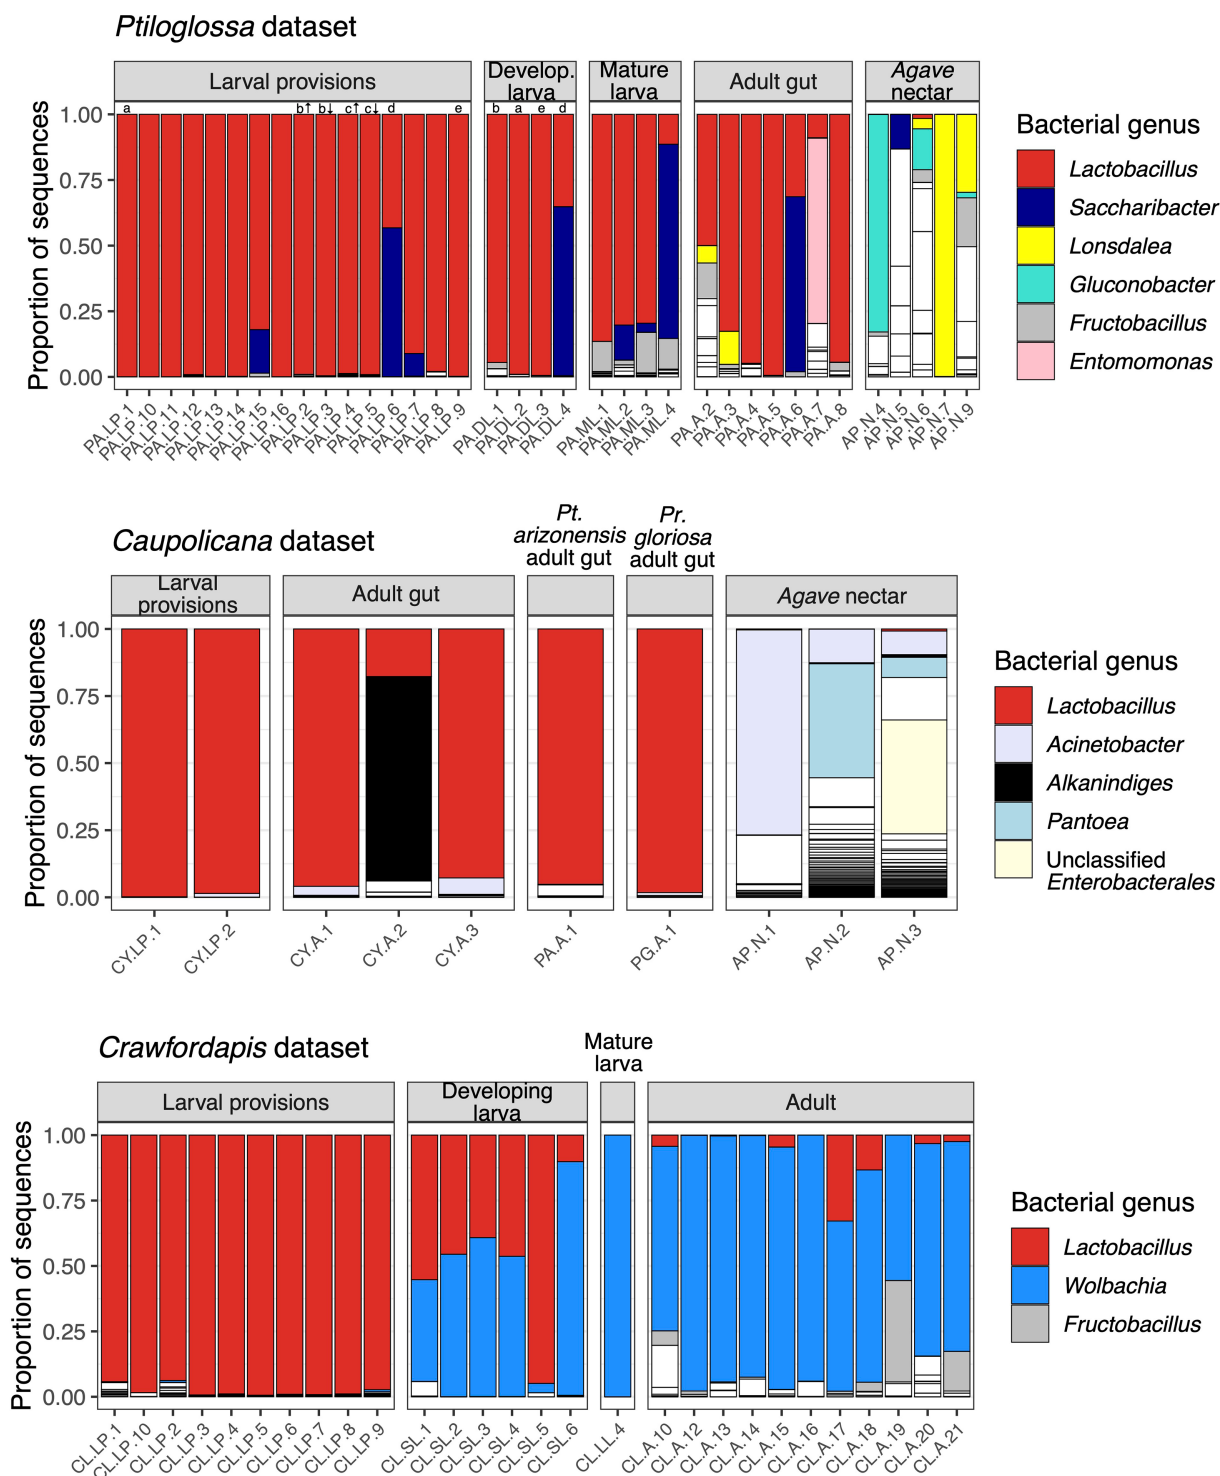 Ptiloglossa dataset
Larval provisions
Develop. larva
Mature larva
Adult gut
Agave nectar
a b↑ b↓ c↑ c↓ d e
b a e d
Proportion of sequences
1.00
0.75
0.50
0.25
0.00
PA.LP.1 PA.LP.10 PA.LP.11 PA.LP.12 PA.LP.13 PA.LP.14 PA.LP.15 PA.LP.16 PA.LP.2 PA.LP.3 PA.LP.4 PA.LP.5 PA.LP.6 PA.LP.7 PA.LP.8 PA.LP.9
PA.DL.1 PA.DL.2 PA.DL.3 PA.DL.4
PA.ML.1 PA.ML.2 PA.ML.3 PA.ML.4
PA.A.2 PA.A.3 PA.A.4 PA.A.5 PA.A.6 PA.A.7 PA.A.8
AP.N.4 AP.N.5 AP.N.6 AP.N.7 AP.N.9
Bacterial genus
Lactobacillus
Saccharibacter
Lonsdalea
Gluconobacter
Fructobacillus
Entomomonas
Caupolicana dataset
Larval provisions
Adult gut
Pt. arizonensis adult gut
Pr. gloriosa adult gut
Agave nectar
Proportion of sequences
1.00
0.75
0.50
0.25
0.00
CY.LP.1 CY.LP.2
CY.A.1 CY.A.2 CY.A.3
PA.A.1
PG.A.1
AP.N.1 AP.N.2 AP.N.3
Bacterial genus
Lactobacillus
Acinetobacter
Alkanindiges
Pantoea
Unclassified
Enterobacterales
Crawfordapis dataset
Larval provisions
Developing larva
Mature larva
Adult
Proportion of sequences
1.00
0.75
0.50
0.25
0.00
CL.LP.1 CL.LP.10 CL.LP.2 CL.LP.3 CL.LP.4 CL.LP.5 CL.LP.6 CL.LP.7 CL.LP.8 CL.LP.9
CL.SL.1 CL.SL.2 CL.SL.3 CL.SL.4 CL.SL.5 CL.SL.6
CL.LL.4
CL.A.10 CL.A.12 CL.A.13 CL.A.14 CL.A.15 CL.A.16 CL.A.17 CL.A.18 CL.A.19 CL.A.20 CL.A.21
Bacterial genus
Lactobacillus
Wolbachia
Fructobacillus